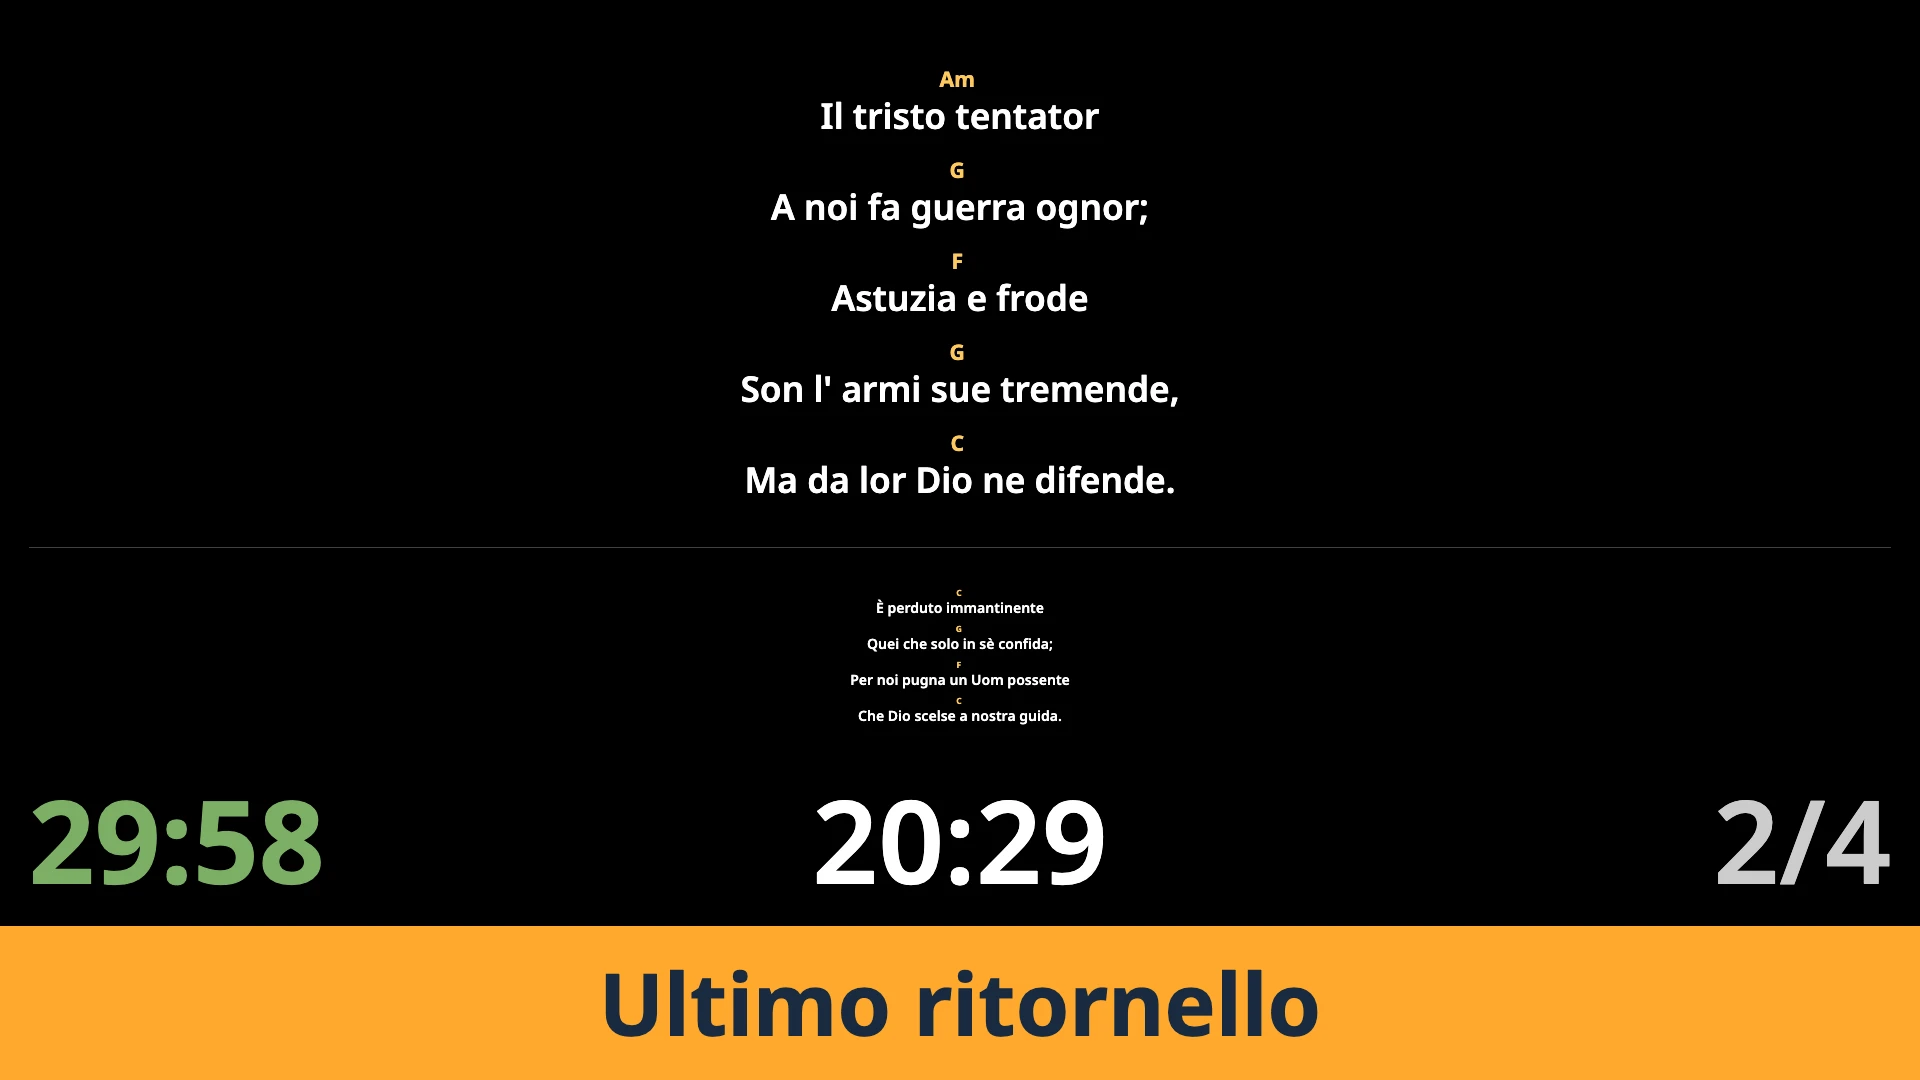 Am
Il tristo tentator
G
A noi fa guerra ognor;
F
Astuzia e frode
G
Son l' armi sue tremende,
C
Ma da lor Dio ne difende.
C
È perduto immantinente
G
Quei che solo in sè confida;
F
Per noi pugna un Uom possente
C
Che Dio scelse a nostra guida.
29:58
20:29
2/4
Ultimo ritornello